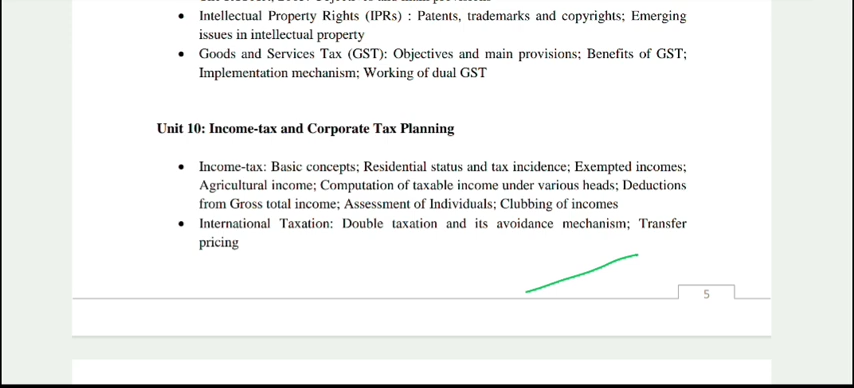 • Intellectual Property Rights (IPRs) : Patents, trademarks and copyrights; Emerging
issues in intellectual property
• Goods and Services Tax (GST): Objectives and main provisions; Benefits of GST;
Implementation mechanism; Working of dual GST
Unit 10: Income-tax and Corporate Tax Planning
• Income-tax: Basic concepts; Residential status and tax incidence; Exempted incomes;
Agricultural income; Computation of taxable income under various heads; Deductions
from Gross total income; Assessment of Individuals; Clubbing of incomes
• International Taxation: Double taxation and its avoidance mechanism; Transfer
pricing
5